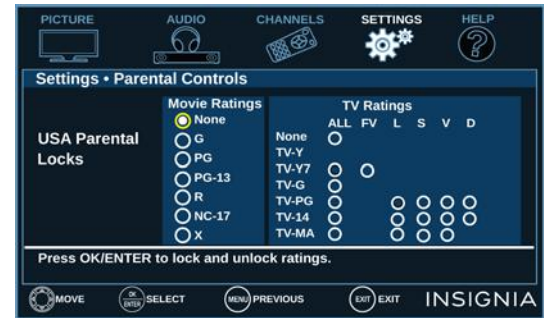 PICTURE AUDIO CHANNELS SETTINGS HELP
Settings • Parental Controls
USA Parental
Locks
Movie Ratings
None
G
PG
PG-13
R
NC-17
X
TV Ratings
ALL FV L S V D
None
TV-Y
TV-Y7
TV-G
TV-PG
TV-14
TV-MA
Press OK/ENTER to lock and unlock ratings.
MOVE OK ENTER SELECT MENU PREVIOUS EXIT EXIT INSIGNIA